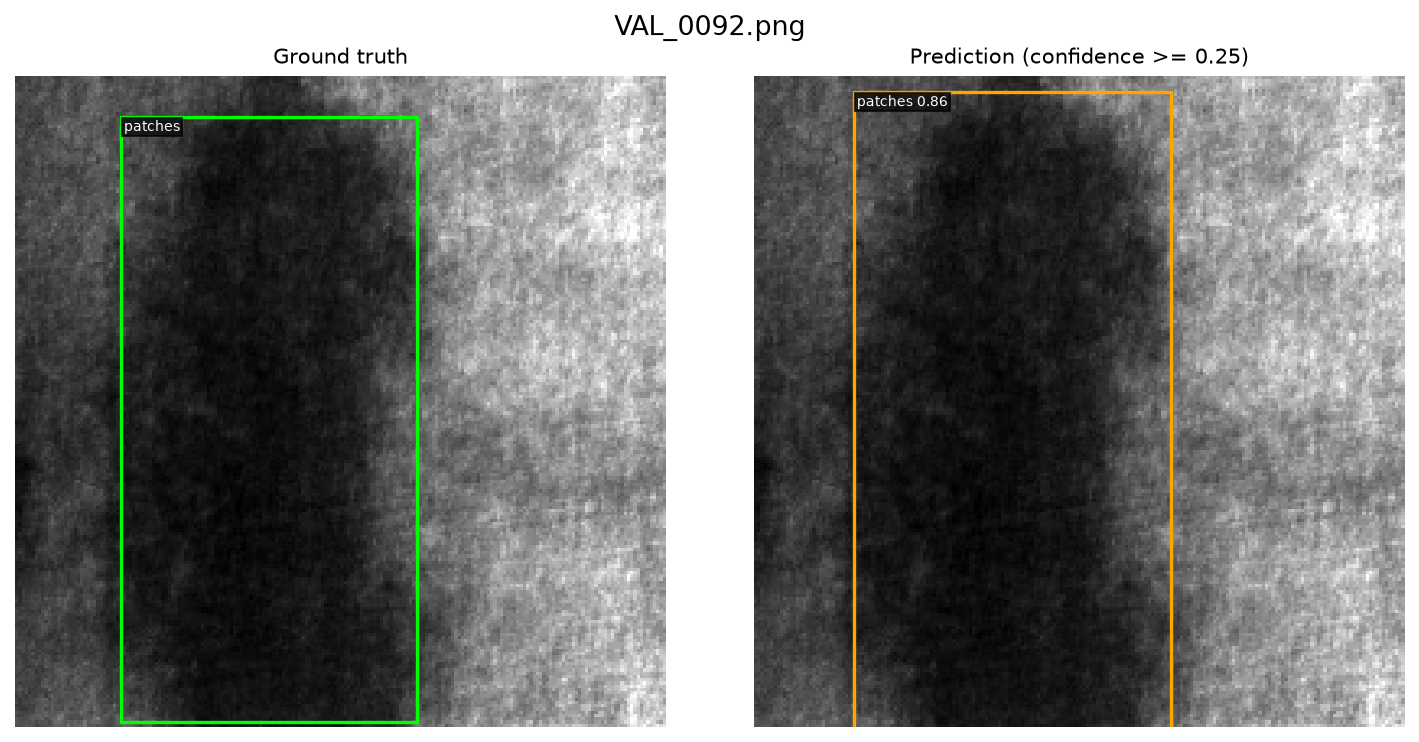 VAL_0092.png
Ground truth
Prediction (confidence >= 0.25)
patches
patches 0.86